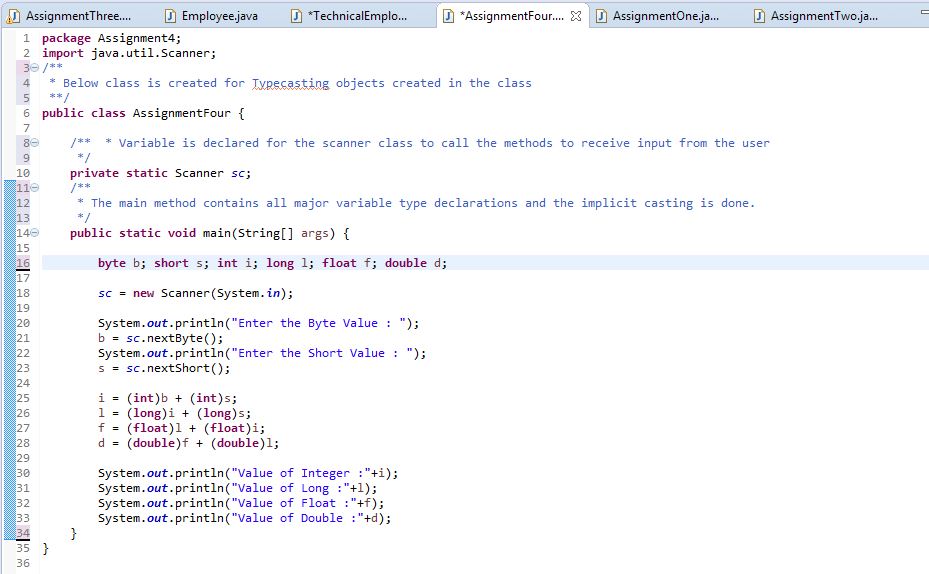 AssignmentThree.... Employee.java *TechnicalEmplo... *AssignmentFour.... AssignmentOne.ja... AssignmentTwo.ja...
1 package Assignment4;
2 import java.util.Scanner;
3 /**
4  * Below class is created for Typecasting objects created in the class
5  **/
6 public class AssignmentFour {
7
8     /**  * Variable is declared for the scanner class to call the methods to receive input from the user
9      */
10     private static Scanner sc;
11     /**
12      * The main method contains all major variable type declarations and the implicit casting is done.
13      */
14     public static void main(String[] args) {
15
16         byte b; short s; int i; long l; float f; double d;
17
18         sc = new Scanner(System.in);
19
20         System.out.println("Enter the Byte Value : ");
21         b = sc.nextByte();
22         System.out.println("Enter the Short Value : ");
23         s = sc.nextShort();
24
25         i = (int)b + (int)s;
26         l = (long)i + (long)s;
27         f = (float)l + (float)i;
28         d = (double)f + (double)l;
29
30         System.out.println("Value of Integer :"+i);
31         System.out.println("Value of Long :"+l);
32         System.out.println("Value of Float :"+f);
33         System.out.println("Value of Double :"+d);
34     }
35 }
36